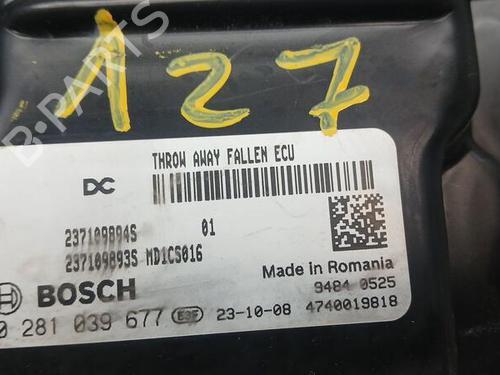 127
THROW AWAY FALLEN ECU
DC
237109894S 01
237109893S MD1CS016
BOSCH
Made in Romania
9484 0525
0 281 039 677 23-10-08 4740019818
B-PARTS